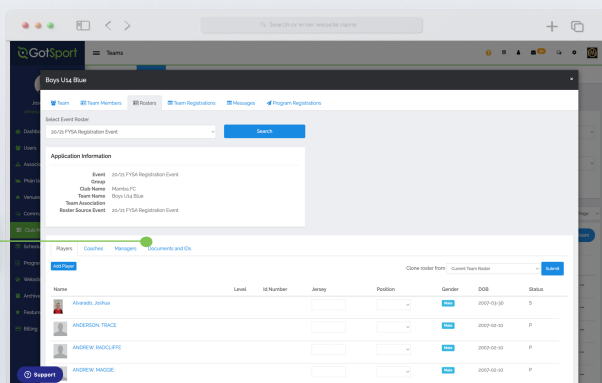 Search or enter website name
GotSport
Teams
Boys U14 Blue
Team Team Members Rosters Team Registrations Messages Program Registrations
Select Event Roster
20/21 FYSA Registration Event
Search
Application Information
Event 20/21 FYSA Registration Event
Group
Club Name Mamba FC
Team Name Boys U14 Blue
Team Association
Roster Source Event 20/21 FYSA Registration Event
Players Coaches Managers Documents and IDs
Add Player
Clone roster from Current Team Roster Submit
Name Level Id Number Jersey Position Gender DOB Status
Alvarado, Joshua Male 2007-03-30 S
ANDERSON, TRACE Male 2007-02-10 P
ANDREW, RADCLIFFE Male 2007-02-10 P
ANDREW, MAGGIE Male 2007-02-10 P
Users
Billing
Support